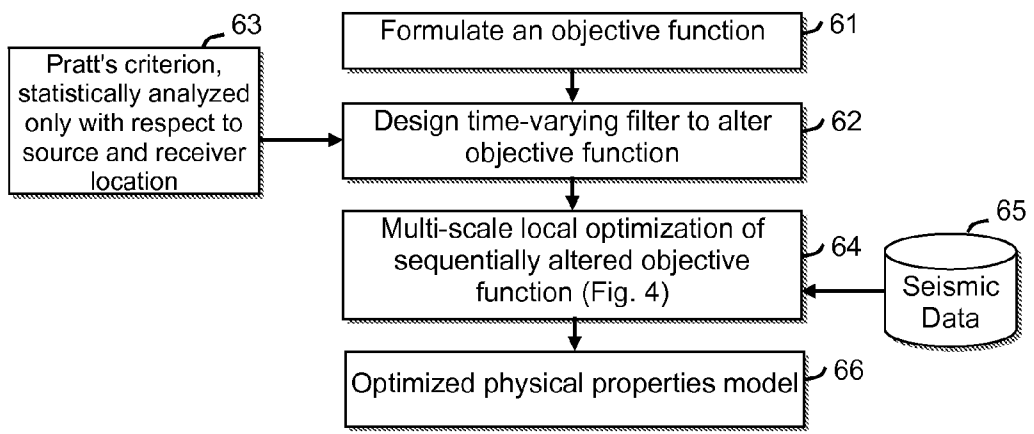 63
Pratt's criterion,
statistically analyzed
only with respect to
source and receiver
location
Formulate an objective function
61
Design time-varying filter to alter
objective function
62
Multi-scale local optimization of
sequentially altered objective
function (Fig. 4)
64
65
Seismic
Data
Optimized physical properties model
66